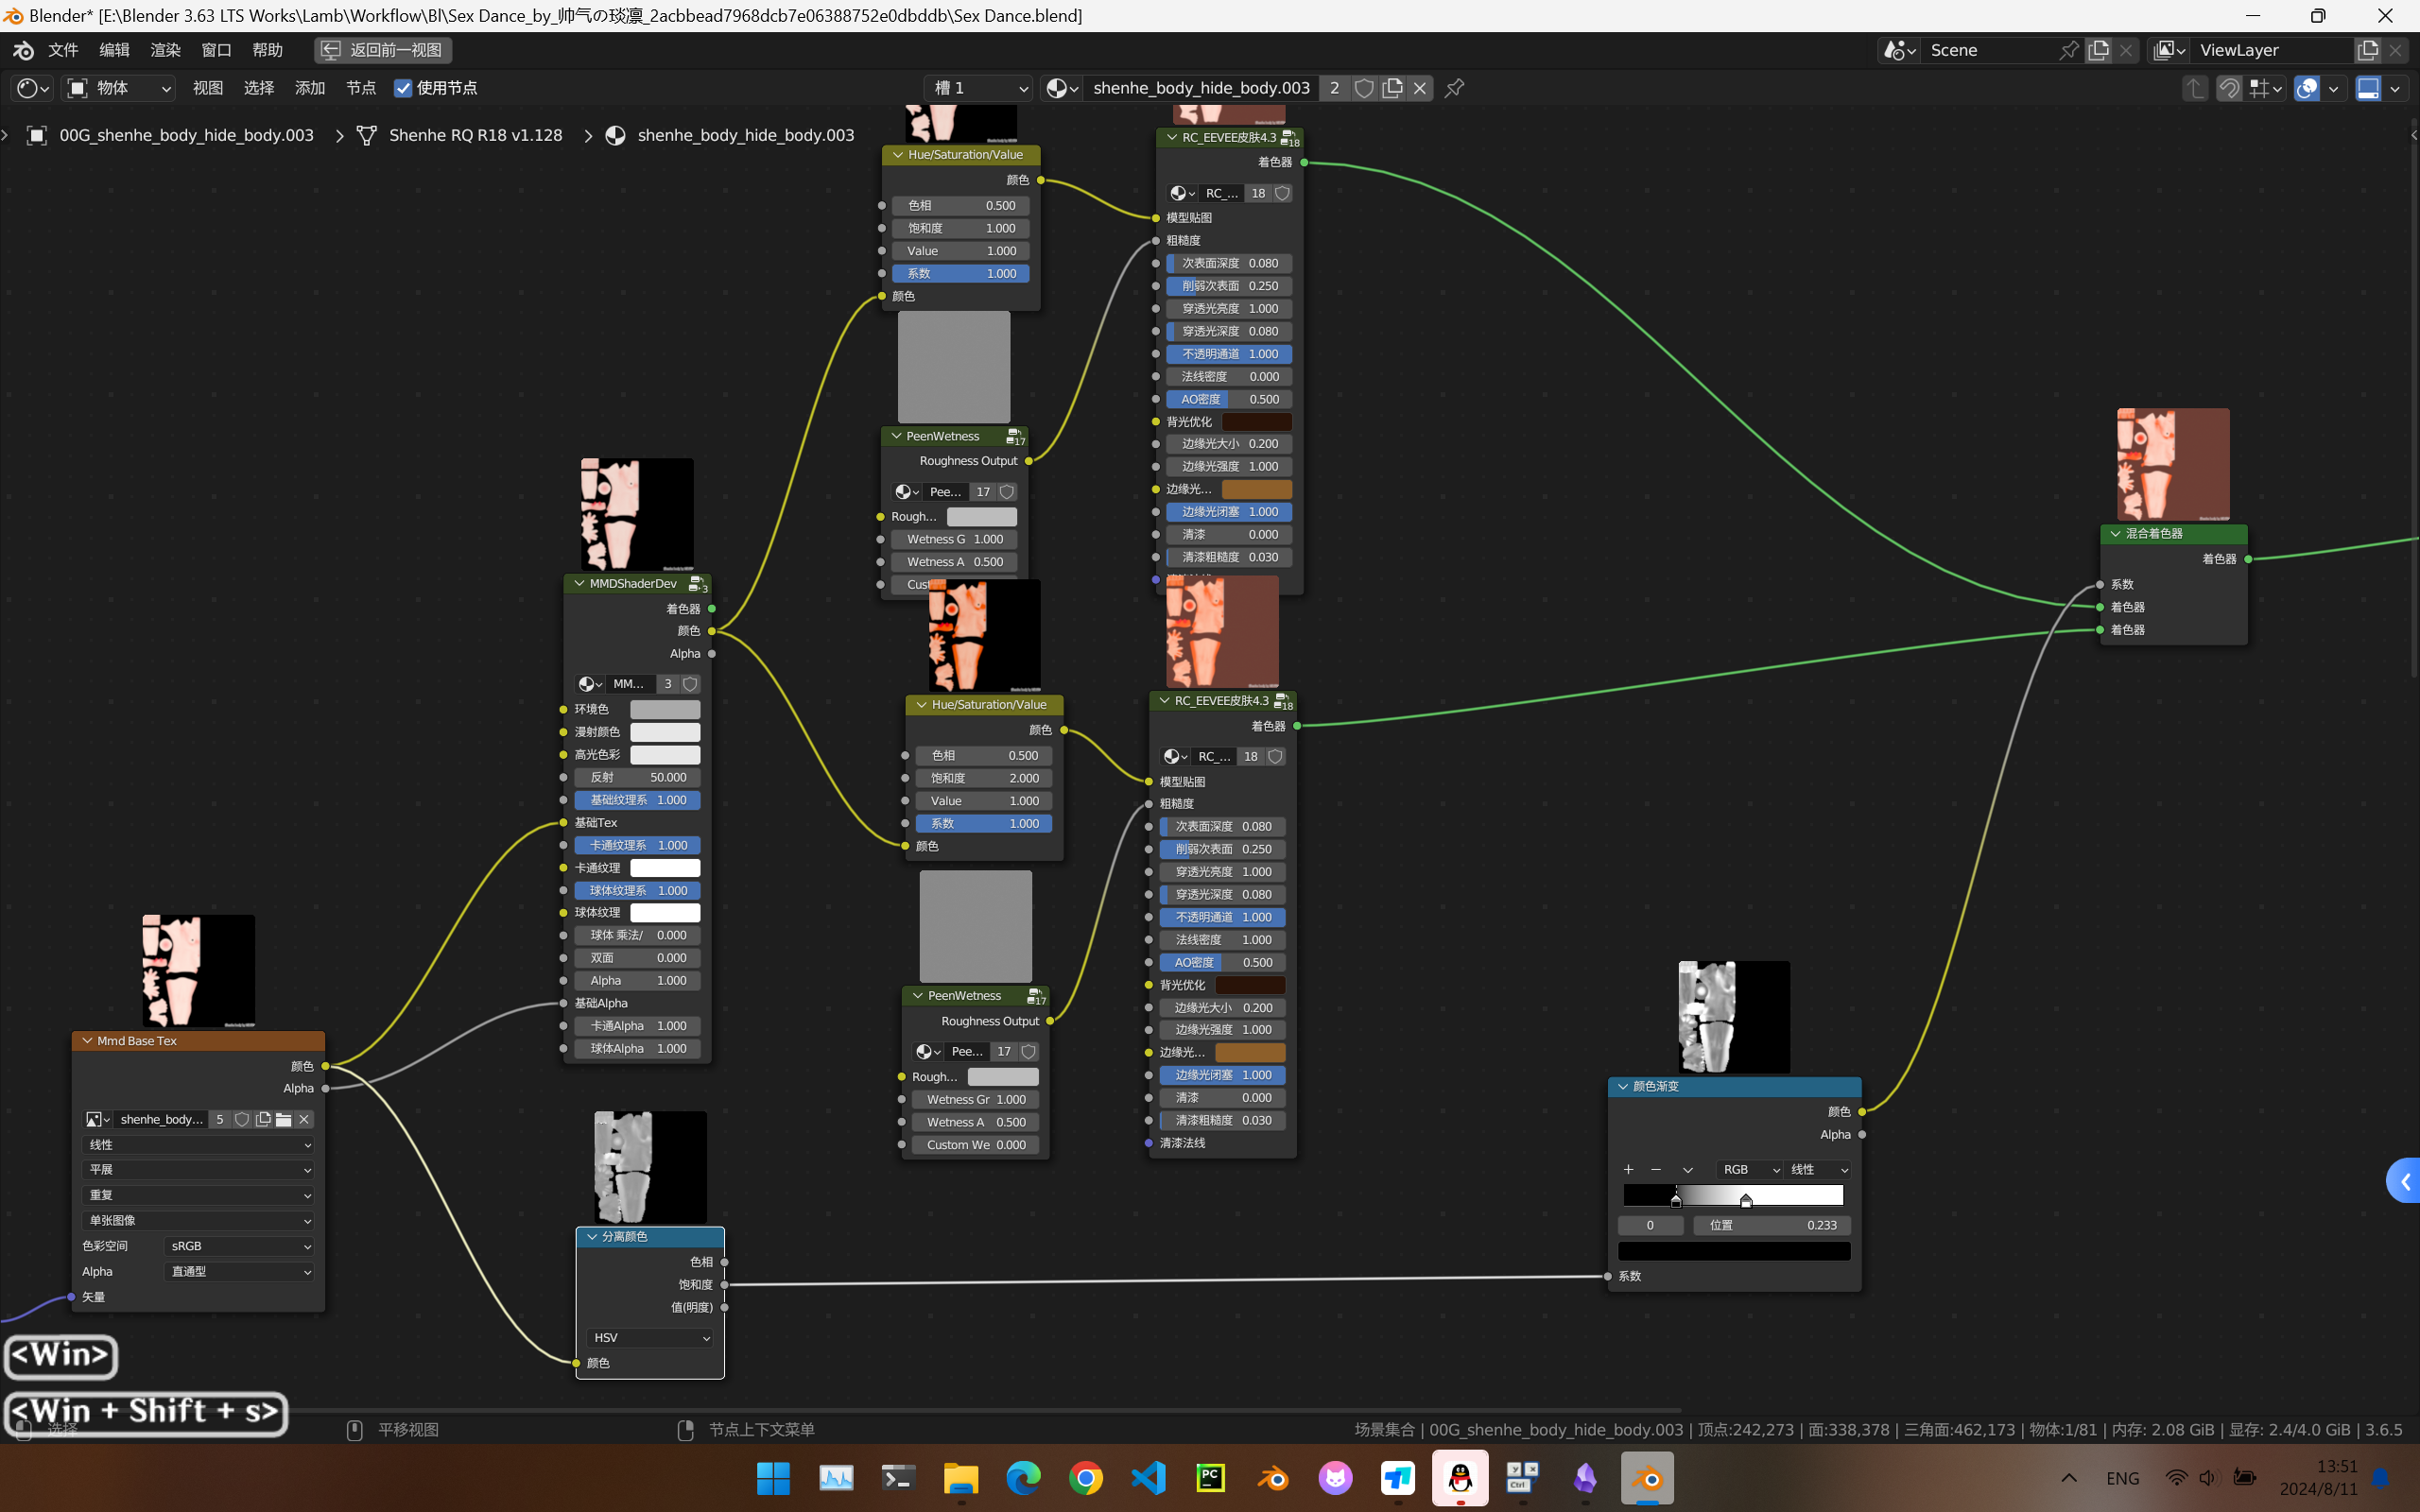 Blender* [E:\Blender 3.63 LTS Works\Lamb\Workflow\Bl\Sex Dance_by_帅气の琰凛_2acbbead7968dcb7e06388752e0dbddb\Sex Dance.blend]
文件 编辑 渲染 窗口 帮助 返回前一视图 Scene ViewLayer
物体 视图 选择 添加 节点 使用节点 槽 1 shenhe_body_hide_body.003 2
00G_shenhe_body_hide_body.003 Shenhe RQ R18 v1.128 shenhe_body_hide_body.003
Hue/Saturation/Value
颜色
色相 0.500
饱和度 1.000
Value 1.000
系数 1.000
颜色
PeenWetness 17
Roughness Output
Pee... 17
Rough...
Wetness G 1.000
Wetness A 0.500
RC_EEVEE皮肤4.3 18
着色器
RC_... 18
模型贴图
粗糙度
次表面深度 0.080
削弱次表面 0.250
穿透光亮度 1.000
穿透光深度 0.080
不透明通道 1.000
法线密度 0.000
AO密度 0.500
背光优化
边缘光大小 0.200
边缘光强度 1.000
边缘光...
边缘光闭塞 1.000
清漆 0.000
清漆粗糙度 0.030
MMDShaderDev 3
着色器
颜色
Alpha
MM... 3
环境色
漫射颜色
高光色彩
反射 50.000
基础纹理系 1.000
基础Tex
卡通纹理系 1.000
卡通纹理
球体纹理系 1.000
球体纹理
球体 乘法/ 0.000
双面 0.000
Alpha 1.000
基础Alpha
卡通Alpha 1.000
球体Alpha 1.000
Hue/Saturation/Value
颜色
色相 0.500
饱和度 2.000
Value 1.000
系数 1.000
颜色
PeenWetness 17
Roughness Output
Pee... 17
Rough...
Wetness Gr 1.000
Wetness A 0.500
Custom We 0.000
RC_EEVEE皮肤4.3 18
着色器
RC_... 18
模型贴图
粗糙度
次表面深度 0.080
削弱次表面 0.250
穿透光亮度 1.000
穿透光深度 0.080
不透明通道 1.000
法线密度 1.000
AO密度 0.500
背光优化
边缘光大小 0.200
边缘光强度 1.000
边缘光...
边缘光闭塞 1.000
清漆 0.000
清漆粗糙度 0.030
清漆法线
混合着色器
着色器
系数
着色器
着色器
Mmd Base Tex
颜色
Alpha
shenhe_body... 5
线性
平展
重复
单张图像
色彩空间 sRGB
Alpha 直通型
矢量
分离颜色
色相
饱和度
值(明度)
HSV
颜色
颜色渐变
颜色
Alpha
RGB 线性
0 位置 0.233
系数
<Win>
<Win + Shift + s>
选择 平移视图 节点上下文菜单 场景集合 | 00G_shenhe_body_hide_body.003 | 顶点:242,273 | 面:338,378 | 三角面:462,173 | 物体:1/81 | 内存: 2.08 GiB | 显存: 2.4/4.0 GiB | 3.6.5
PC
Ctrl
ENG
13:51
2024/8/11